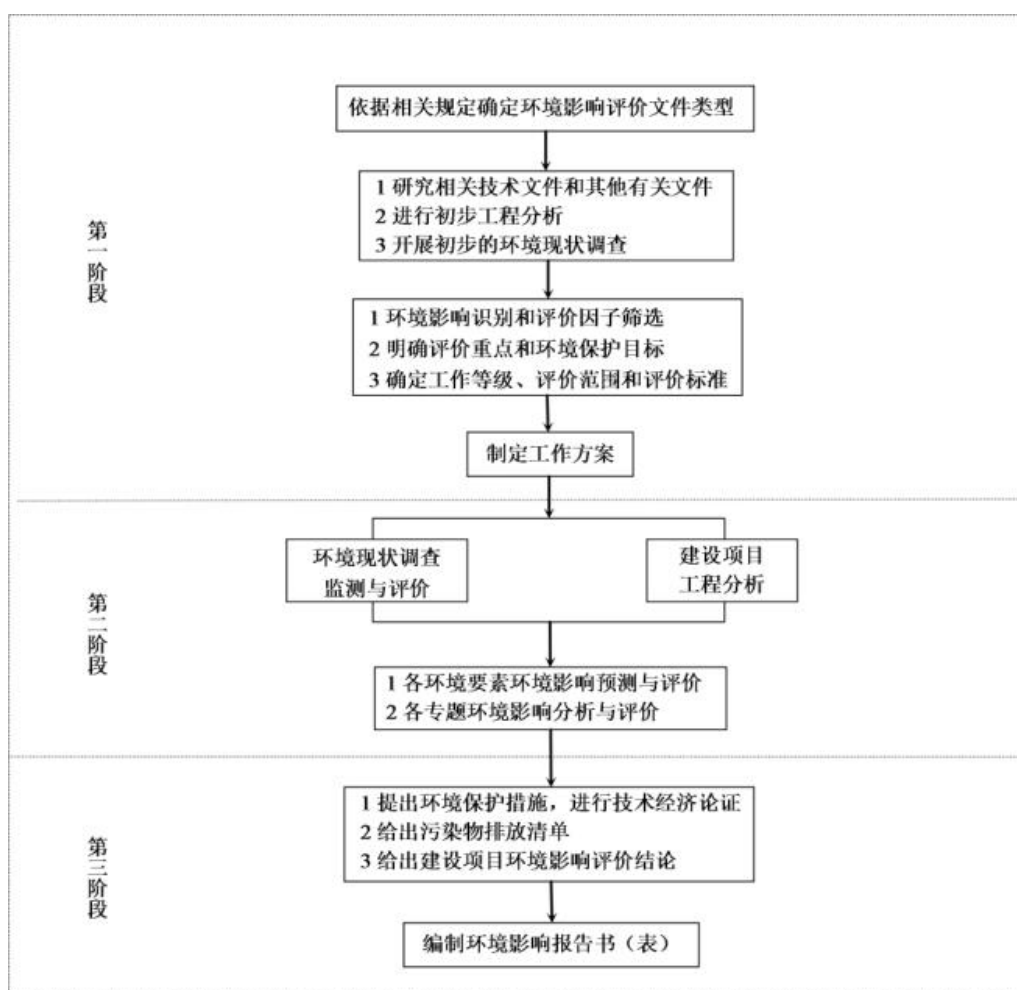 依据相关规定确定环境影响评价文件类型
1 研究相关技术文件和其他有关文件
2 进行初步工程分析
3 开展初步的环境现状调查
第一阶段
1 环境影响识别和评价因子筛选
2 明确评价重点和环境保护目标
3 确定工作等级、评价范围和评价标准
制定工作方案
环境现状调查
监测与评价
建设项目
工程分析
第二阶段
1 各环境要素环境影响预测与评价
2 各专题环境影响分析与评价
1 提出环境保护措施，进行技术经济论证
2 给出污染物排放清单
3 给出建设项目环境影响评价结论
第三阶段
编制环境影响报告书（表）